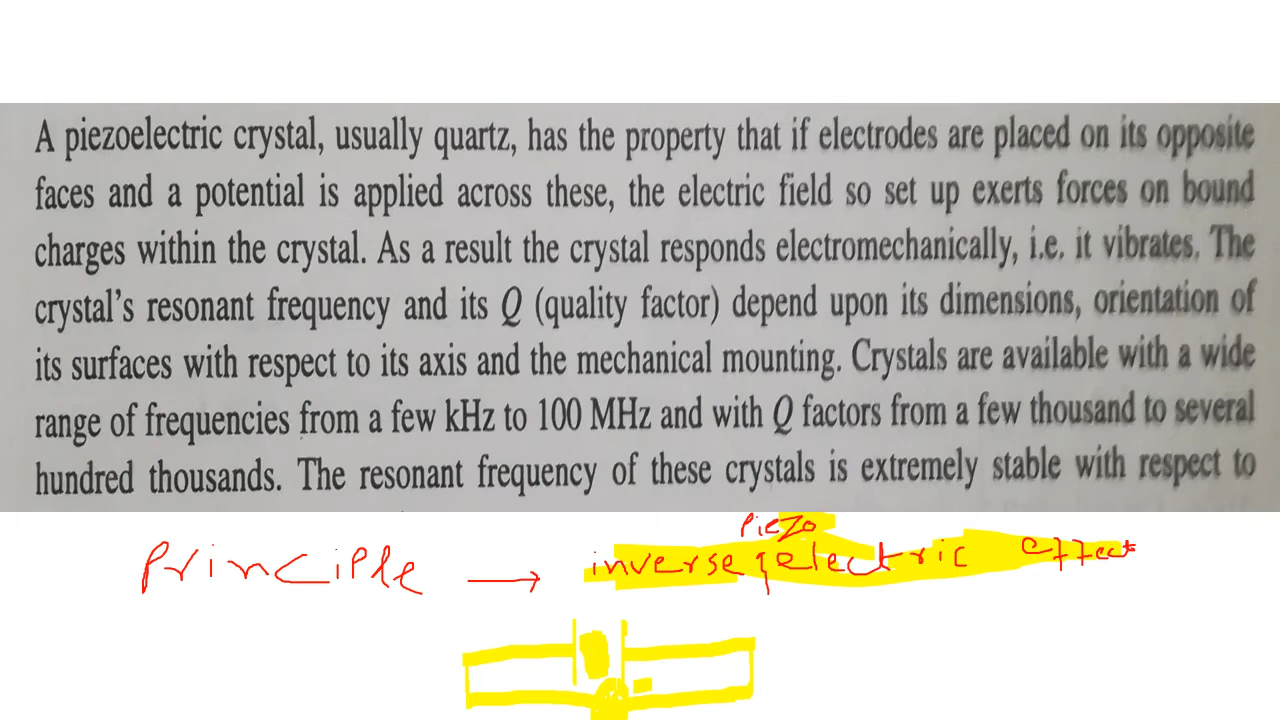 A piezoelectric crystal, usually quartz, has the property that if electrodes are placed on its opposite
faces and a potential is applied across these, the electric field so set up exerts forces on bound
charges within the crystal. As a result the crystal responds electromechanically, i.e. it vibrates. The
crystal's resonant frequency and its Q (quality factor) depend upon its dimensions, orientation of
its surfaces with respect to its axis and the mechanical mounting. Crystals are available with a wide
range of frequencies from a few kHz to 100 MHz and with Q factors from a few thousand to several
hundred thousands. The resonant frequency of these crystals is extremely stable with respect to
Piezo
Principle → inverse electric effect